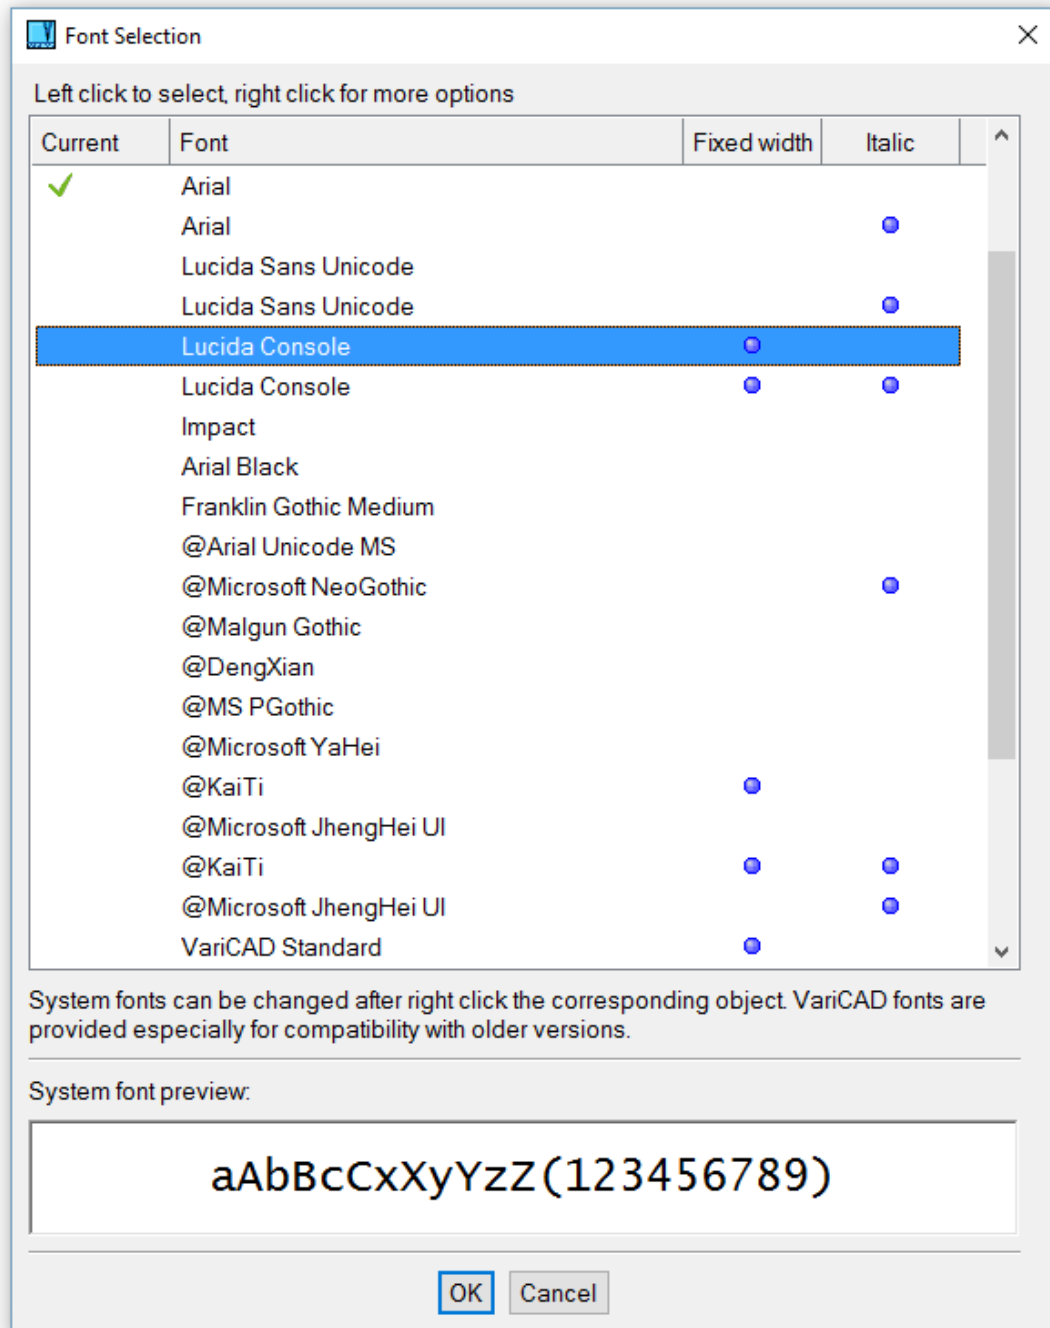 Font Selection
Left click to select, right click for more options
Current Font Fixed width Italic
Arial
Arial
Lucida Sans Unicode
Lucida Sans Unicode
Lucida Console
Lucida Console
Impact
Arial Black
Franklin Gothic Medium
@Arial Unicode MS
@Microsoft NeoGothic
@Malgun Gothic
@DengXian
@MS PGothic
@Microsoft YaHei
@KaiTi
@Microsoft JhengHei UI
@KaiTi
@Microsoft JhengHei UI
VariCAD Standard
System fonts can be changed after right click the corresponding object. VariCAD fonts are
provided especially for compatibility with older versions.
System font preview:
aAbBcCxXyYzZ(123456789)
OK Cancel